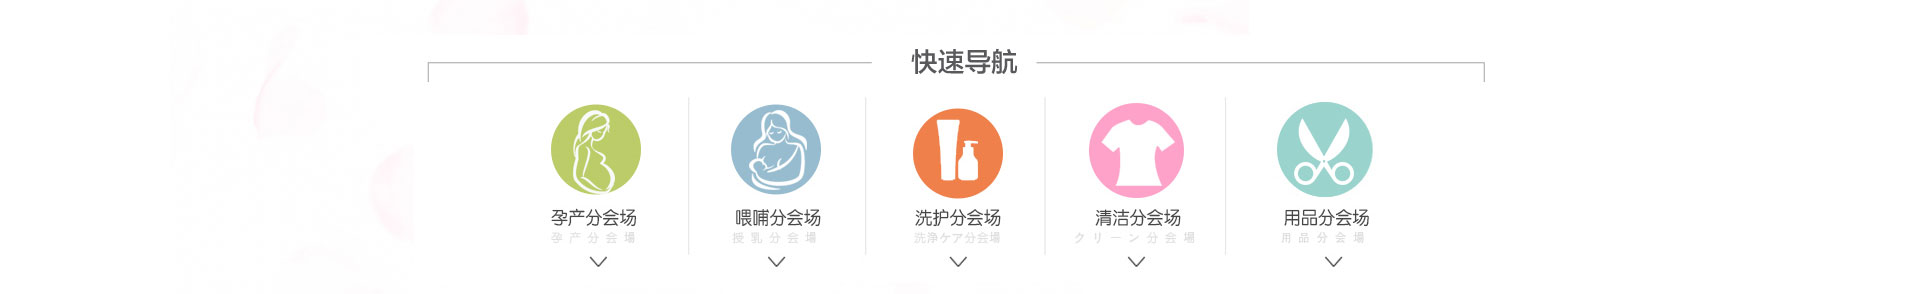 快速导航
孕产分会场
孕产分会場
喂哺分会场
授乳分会場
洗护分会场
洗浄ケア分会場
清洁分会场
クリーン分会場
用品分会场
用品分会場